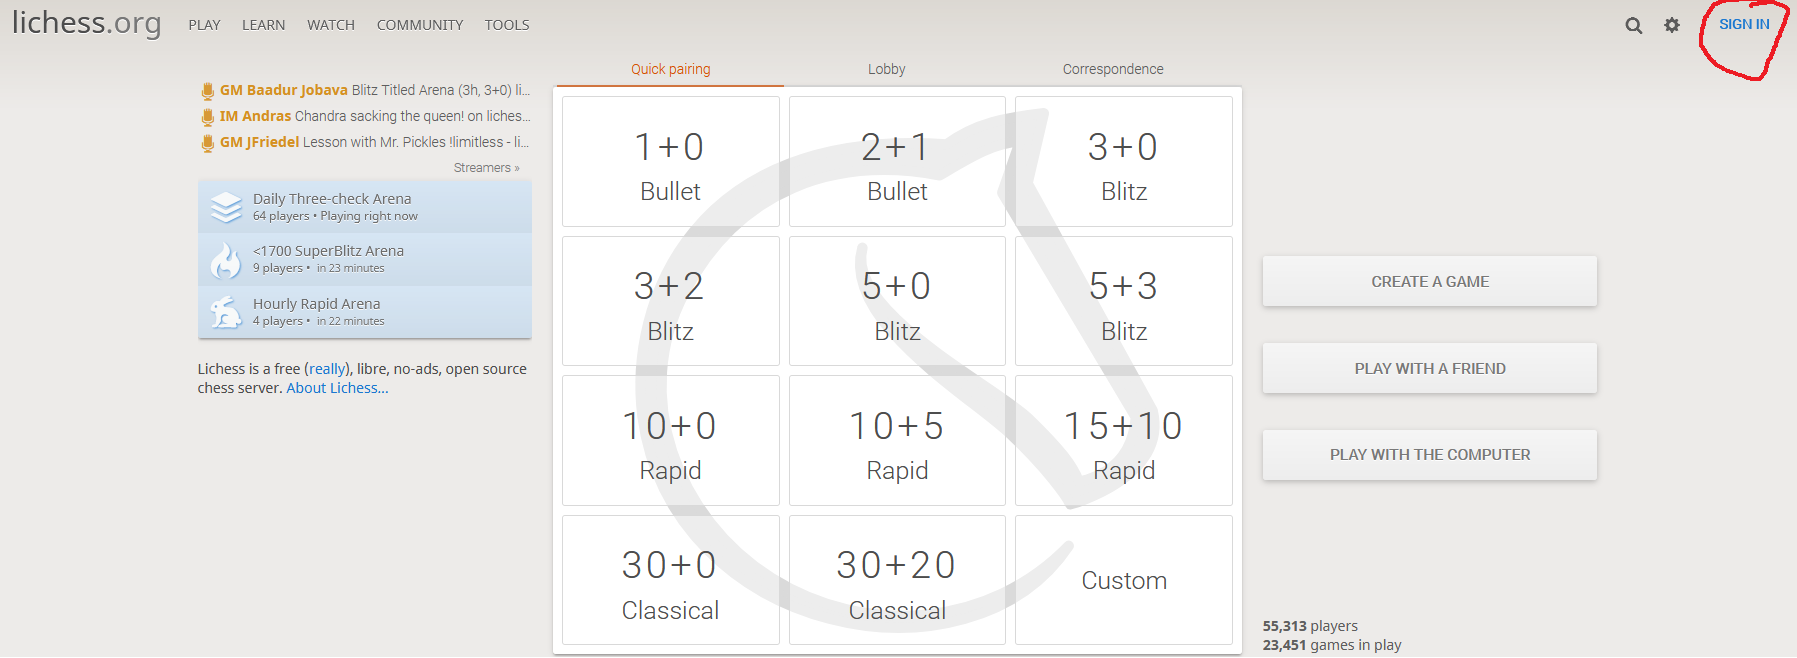 lichess.org PLAY LEARN WATCH COMMUNITY TOOLS SIGN IN
GM Baadur Jobava Blitz Titled Arena (3h, 3+0) li...
IM Andras Chandra sacking the queen! on liches...
GM JFriedel Lesson with Mr. Pickles !limitless - li...
Streamers »
Daily Three-check Arena
64 players • Playing right now
<1700 SuperBlitz Arena
9 players • in 23 minutes
Hourly Rapid Arena
4 players • in 22 minutes
Lichess is a free (really), libre, no-ads, open source
chess server. About Lichess...
Quick pairing Lobby Correspondence
1+0 2+1 3+0
Bullet Bullet Blitz
3+2 5+0 5+3
Blitz Blitz Blitz
10+0 10+5 15+10
Rapid Rapid Rapid
30+0 30+20 Custom
Classical Classical
CREATE A GAME
PLAY WITH A FRIEND
PLAY WITH THE COMPUTER
55,313 players
23,451 games in play